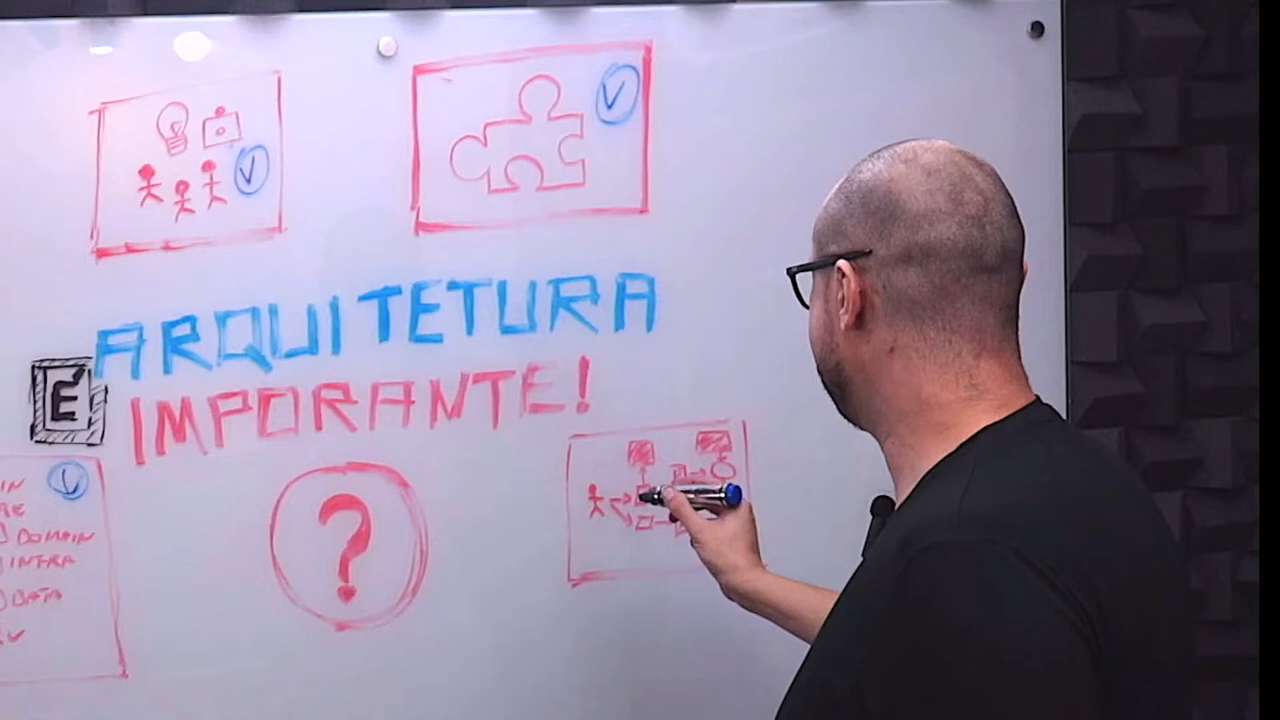 ARQUITETURA
É IMPORANTE!
DOMAIN
INFRA
DATA
?